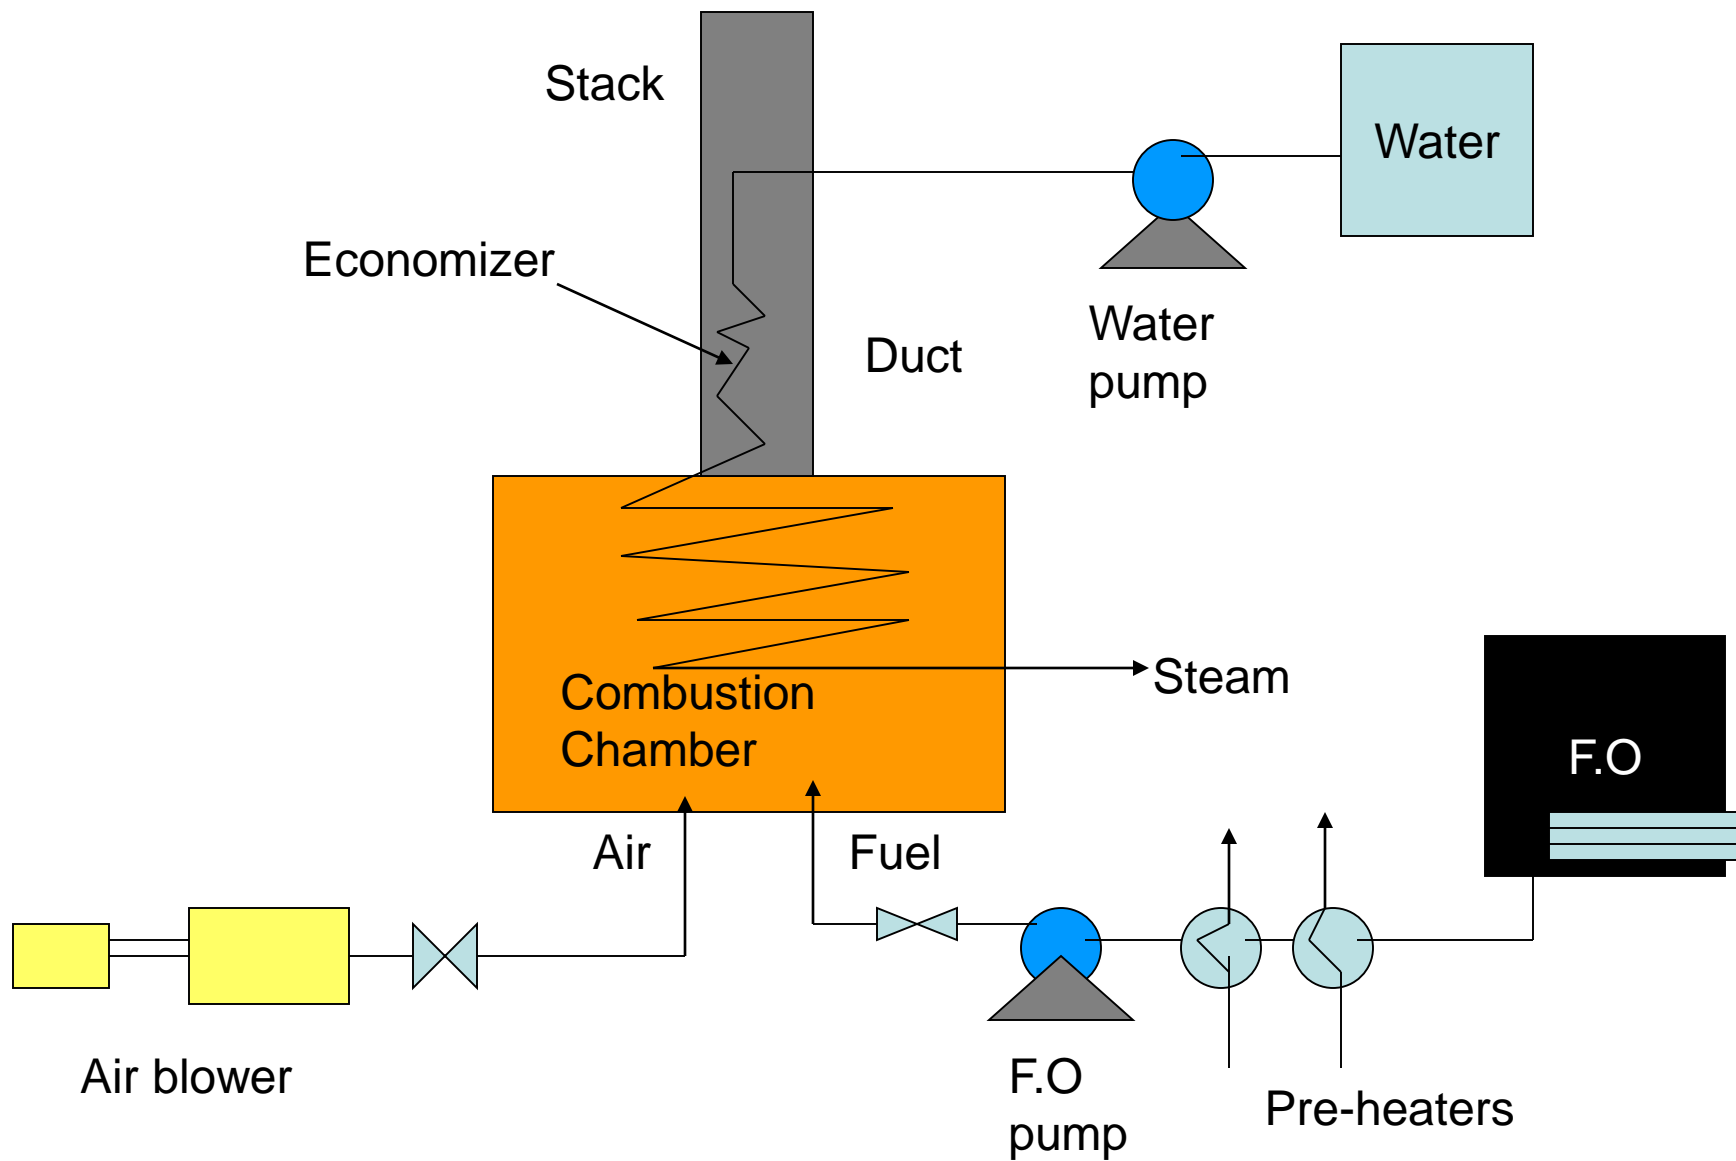 Stack
Water
Economizer
Water
pump
Duct
Steam
Combustion
Chamber
F.O
Air
Fuel
Air blower
F.O
pump
Pre-heaters